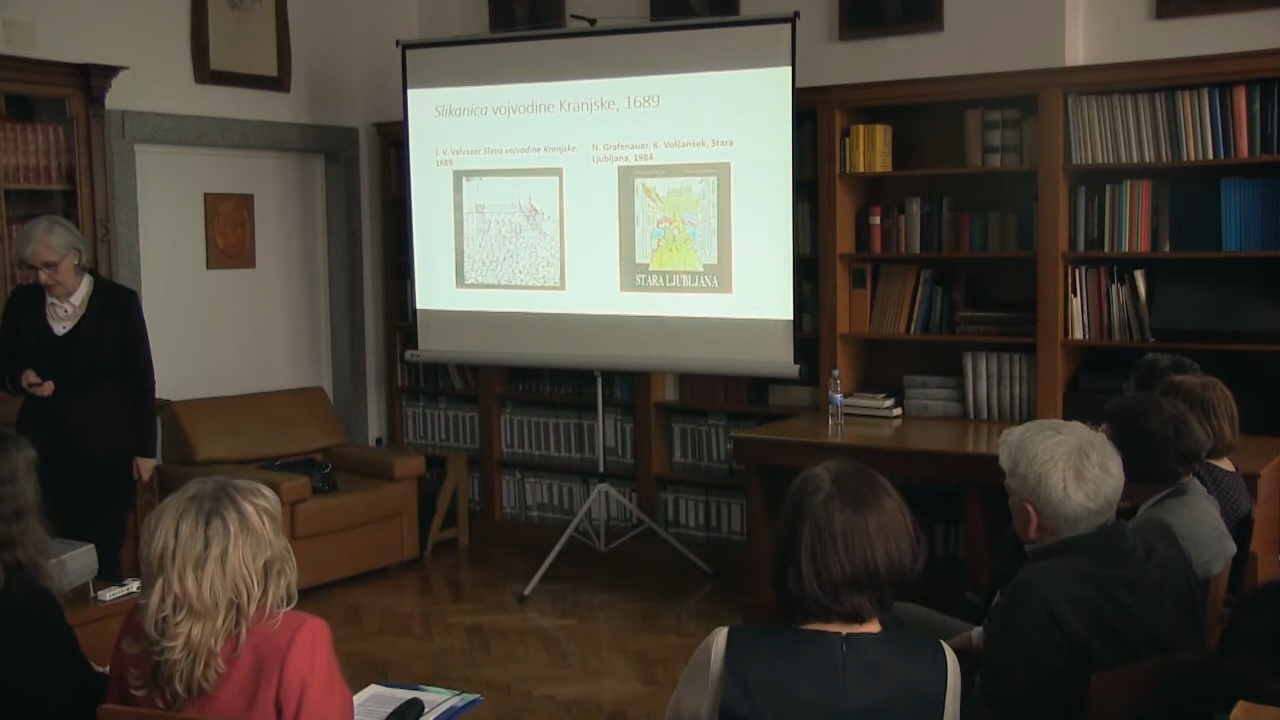 Slikanica vojvodine Kranjske, 1689
J. V. Valvasor Slava vojvodine Kranjske,
1689
N. Grafenauer, K. Volčanšek, Stara
Ljubljana, 1984
STARA LJUBLJANA